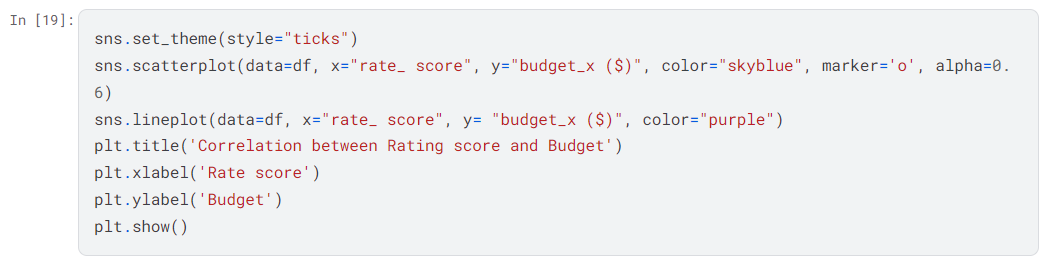 In [19]:
sns.set_theme(style="ticks")
sns.scatterplot(data=df, x="rate_ score", y="budget_x ($)", color="skyblue", marker='o', alpha=0.
6)
sns.lineplot(data=df, x="rate_ score", y= "budget_x ($)", color="purple")
plt.title('Correlation between Rating score and Budget')
plt.xlabel('Rate score')
plt.ylabel('Budget')
plt.show()